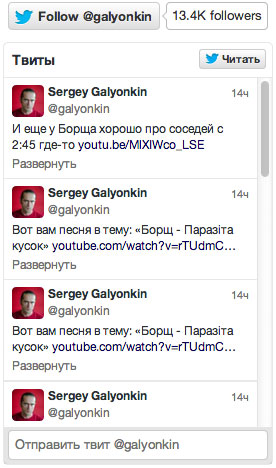 Follow @galyonkin 13.4K followers
Твиты Читать
Sergey Galyonkin 14ч
@galyonkin
И еще у Борща хорошо про соседей с
2:45 где-то youtu.be/MlXlWco_LSE
Развернуть
Sergey Galyonkin 14ч
@galyonkin
Вот вам песня в тему: «Борщ - Паразіта
кусок» youtube.com/watch?v=rTUdmC…
Развернуть
Sergey Galyonkin 14ч
@galyonkin
Вот вам песня в тему: «Борщ - Паразіта
кусок» youtube.com/watch?v=rTUdmC…
Развернуть
Sergey Galyonkin 14ч
@galyonkin
Отправить твит @galyonkin